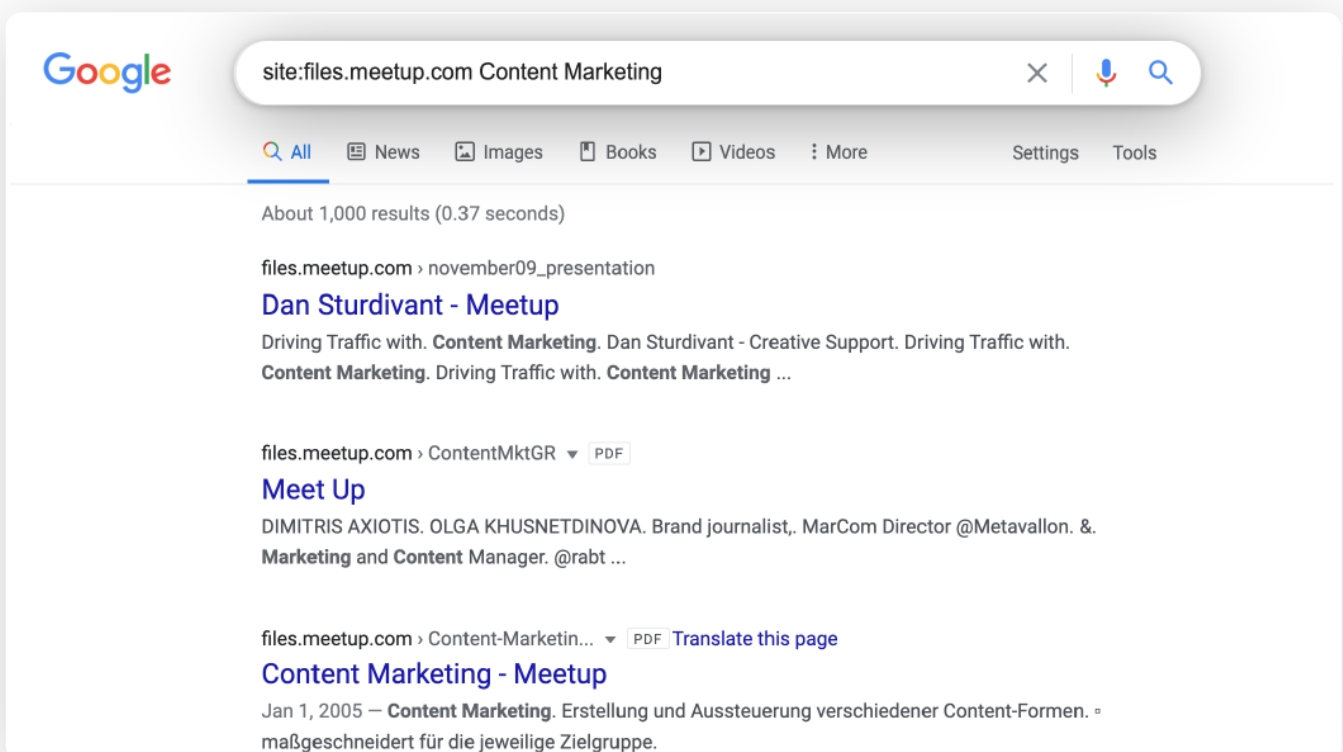 Google
site:files.meetup.com Content Marketing
All News Images Books Videos More Settings Tools
About 1,000 results (0.37 seconds)
files.meetup.com › november09_presentation
Dan Sturdivant - Meetup
Driving Traffic with. Content Marketing. Dan Sturdivant - Creative Support. Driving Traffic with.
Content Marketing. Driving Traffic with. Content Marketing ...
files.meetup.com › ContentMktGR PDF
Meet Up
DIMITRIS AXIOTIS. OLGA KHUSNETDINOVA. Brand journalist,. MarCom Director @Metavallon. &.
Marketing and Content Manager. @rabt ...
files.meetup.com › Content-Marketin... PDF Translate this page
Content Marketing - Meetup
Jan 1, 2005 — Content Marketing. Erstellung und Aussteuerung verschiedener Content-Formen. ▫
maßgeschneidert für die jeweilige Zielgruppe.